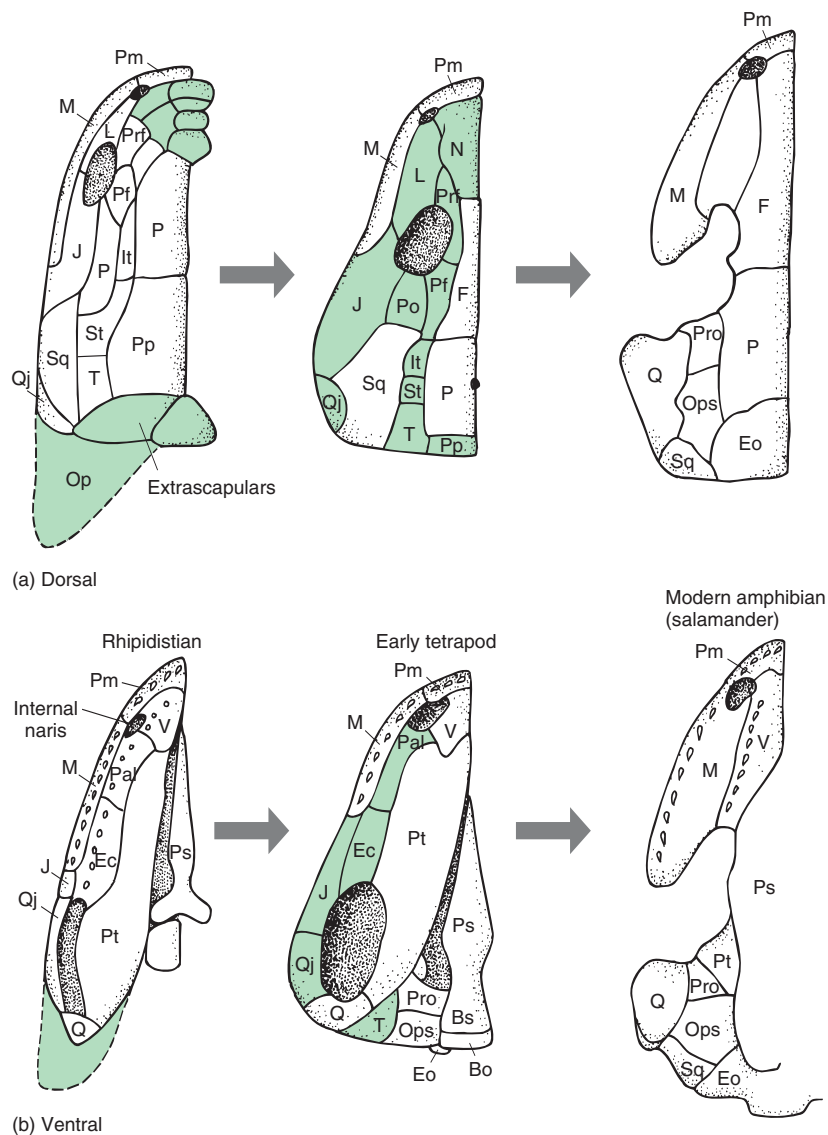 Pm
M
L
Prf
Pf
P
J
P
It
St
Sq
T
Pp
Qj
Op
Extrascapulars
Pm
M
L
N
Prf
J
Po
Pf
F
It
Sq
St
P
Qj
T
Pp
Pm
M
F
Pro
P
Q
Ops
Sq
Eo
(a) Dorsal
Rhipidistian
Pm
Internal
naris
V
M
Pal
Ec
Ps
J
Qj
Pt
Q
Early tetrapod
Pm
M
Pal
V
Pt
Ec
J
Ps
Qj
Pro
Q
T
Ops
Bs
Eo
Bo
Modern amphibian
(salamander)
Pm
M
V
Ps
Pt
Q
Pro
Ops
Sq
Eo
(b) Ventral